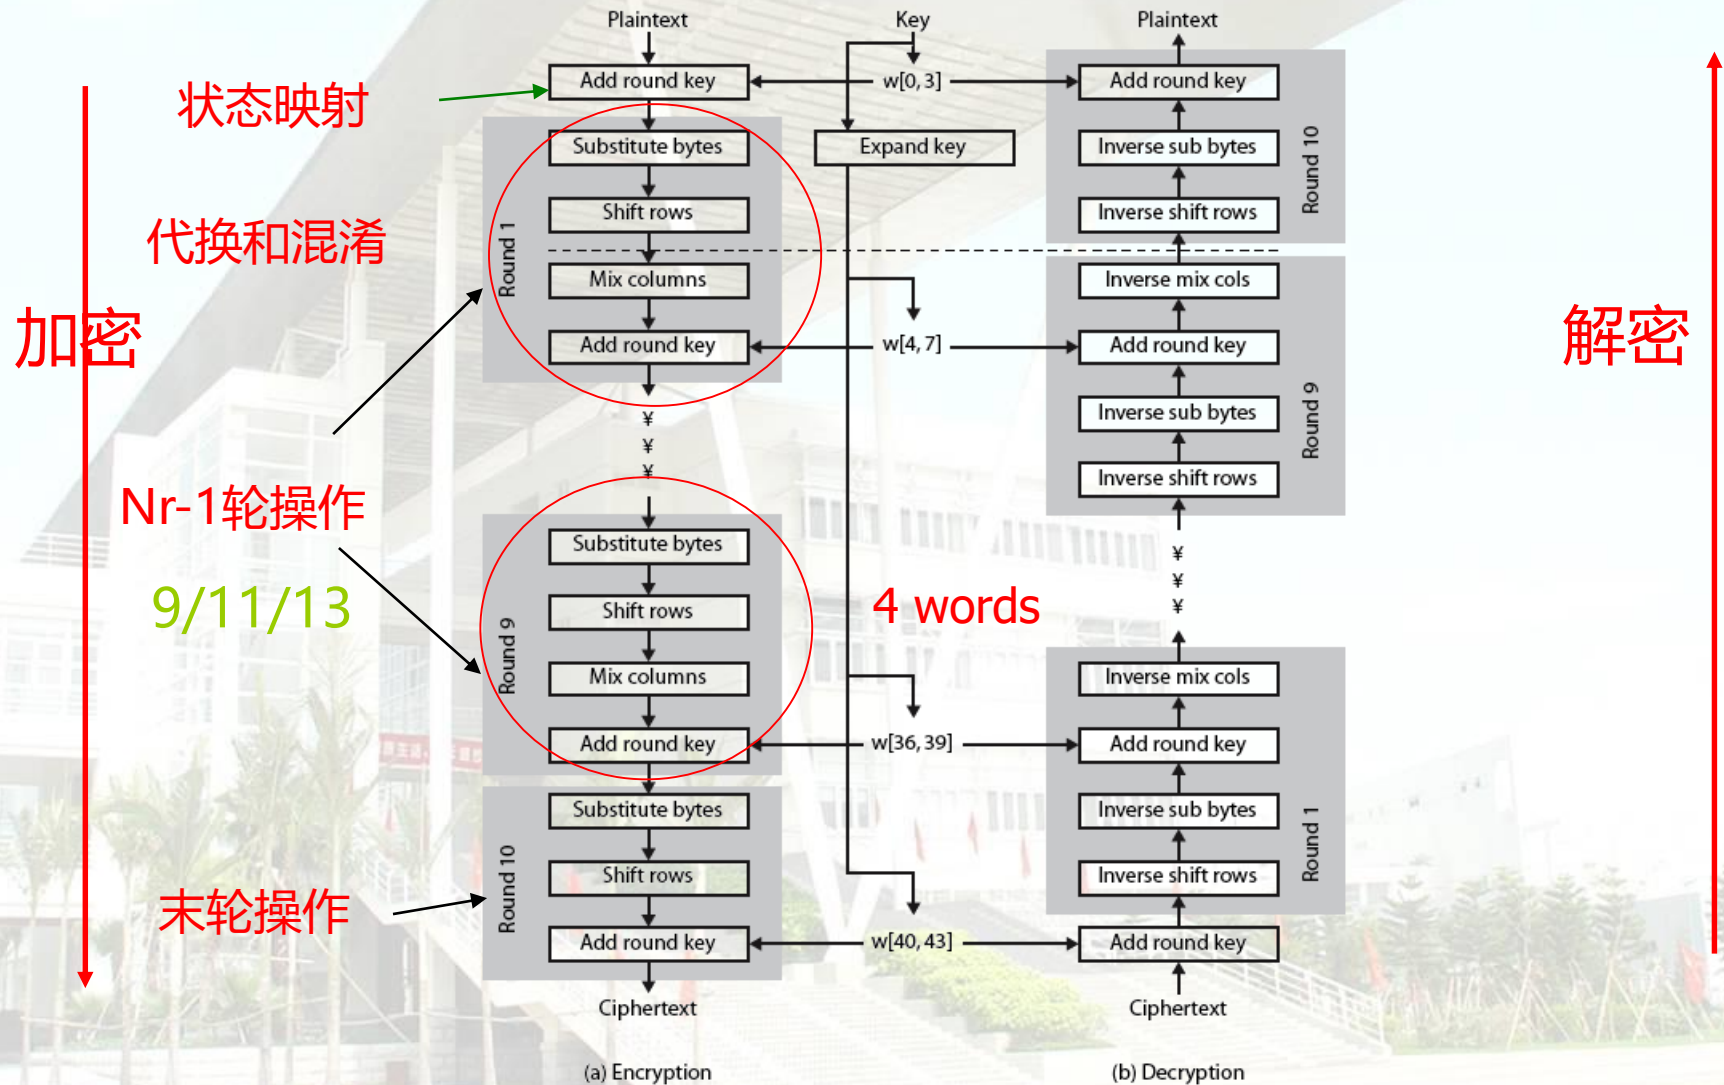 Plaintext
Key
Plaintext
状态映射
Add round key
w[0, 3]
Add round key
Substitute bytes
Expand key
Inverse sub bytes
Round 10
代换和混淆
Shift rows
Inverse shift rows
Round 1
Mix columns
Inverse mix cols
加密
Add round key
w[4, 7]
Add round key
解密
¥
¥
¥
Inverse sub bytes
Round 9
Inverse shift rows
Nr-1轮操作
Substitute bytes
¥
¥
¥
9/11/13
Shift rows
4 words
Round 9
Mix columns
Inverse mix cols
Add round key
w[36, 39]
Add round key
Substitute bytes
Inverse sub bytes
Round 1
Round 10
Shift rows
Inverse shift rows
末轮操作
Add round key
w[40, 43]
Add round key
Ciphertext
Ciphertext
(a) Encryption
(b) Decryption